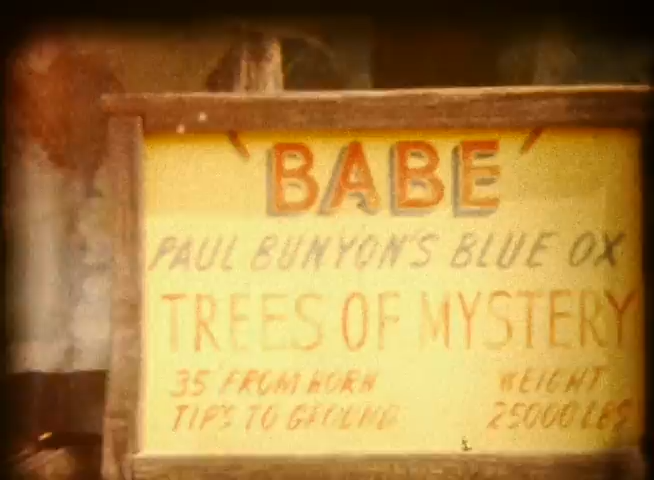 'BABE'
PAUL BUNYON'S BLUE OX
TREES OF MYSTERY
35 FROM HORN WEIGHT
TIPS TO GROUND 25000 LBS